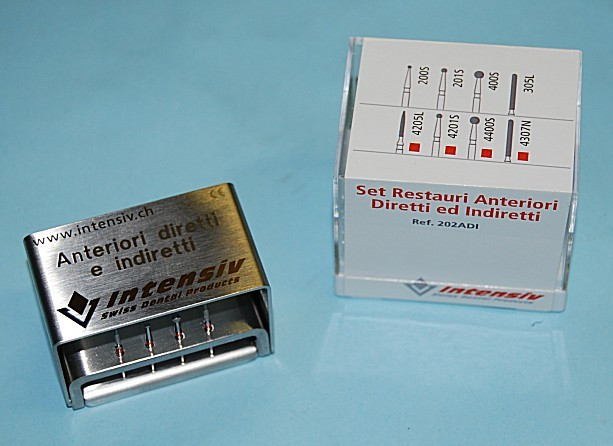 www.intensiv.ch
Anteriori diretti
e indiretti
Intensiv
Swiss Dental Products
200S
201S
400S
305L
4205L
4201S
4400S
4307N
Set Restauri Anteriori
Diretti ed Indiretti
Ref. 202ADI
Intensiv